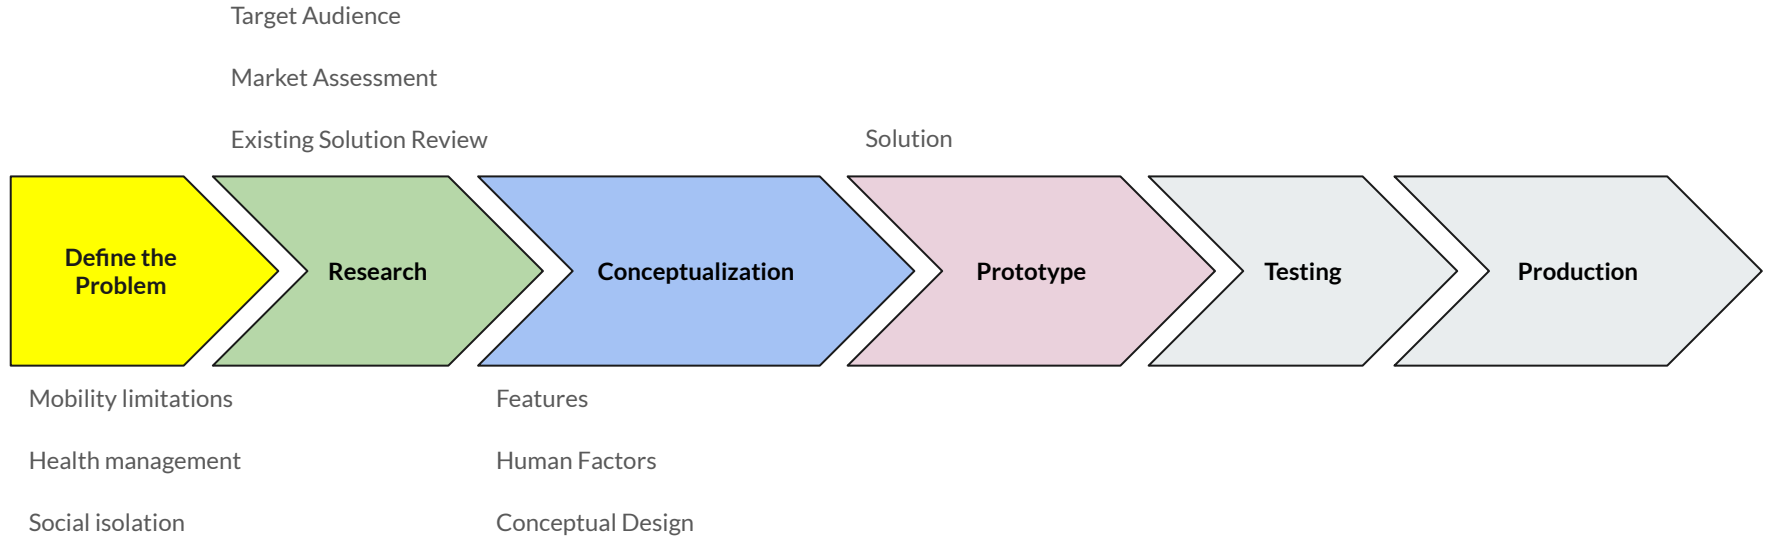 Target Audience
Market Assessment
Existing Solution Review
Solution
Define the
Problem
Research
Conceptualization
Prototype
Testing
Production
Mobility limitations
Health management
Social isolation
Features
Human Factors
Conceptual Design